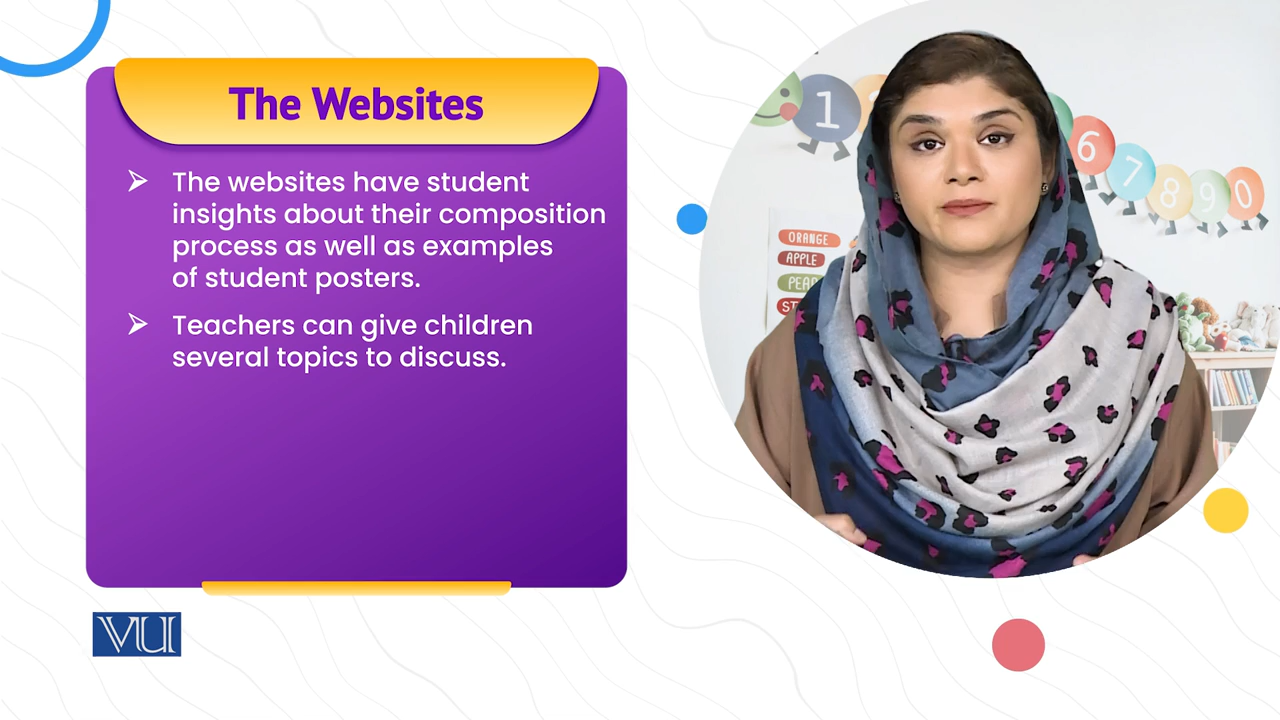 The Websites
➢ The websites have student
insights about their composition
process as well as examples
of student posters.
➢ Teachers can give children
several topics to discuss.
VU
1
6 7 8 9 0
ORANGE
APPLE